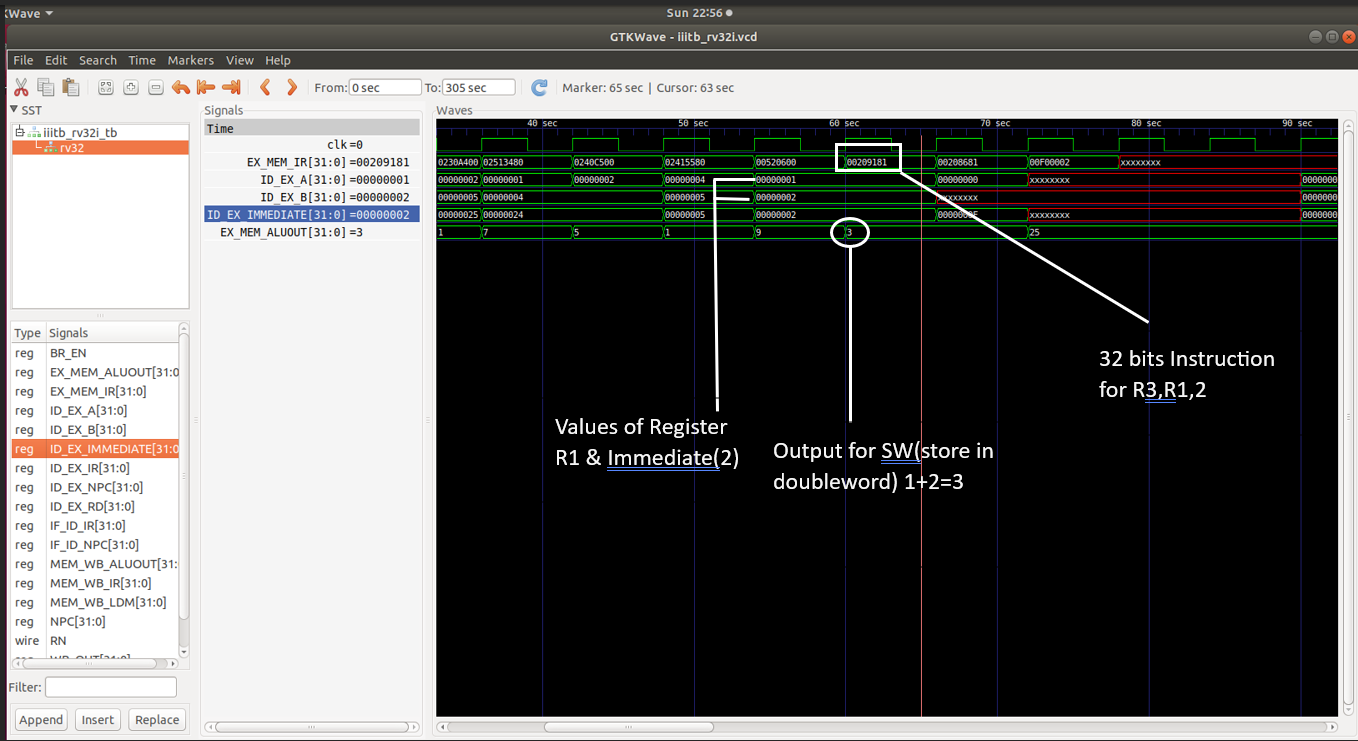 KWave
Sun 22:56
GTKWave - iiitb_rv32i.vcd
File Edit Search Time Markers View Help
From: 0 sec To: 305 sec Marker: 65 sec | Cursor: 63 sec
SST
iiitb_rv32i_tb
rv32
Signals
Time
clk=0
EX_MEM_IR[31:0]=00209181
ID_EX_A[31:0]=00000001
ID_EX_B[31:0]=00000002
ID_EX_IMMEDIATE[31:0]=00000002
EX_MEM_ALUOUT[31:0]=3
Waves
40 sec 50 sec 60 sec 70 sec 80 sec 90 sec
0230A400 02513480 0240C500 02415580 00520600 00209181 00208681 00F00002 xxxxxxxx
00000002 00000001 00000002 00000004 00000001 00000000 xxxxxxxx 0000000
00000005 00000004 00000005 00000002 xxxxxxxx 0000000
00000025 00000024 00000005 00000002 0000000F xxxxxxxx 0000000
1 7 5 1 9 3 25
32 bits Instruction
for R3,R1,2
Values of Register
R1 & Immediate(2)
Output for SW(store in
doubleword) 1+2=3
Type Signals
reg BR_EN
reg EX_MEM_ALUOUT[31:0
reg EX_MEM_IR[31:0]
reg ID_EX_A[31:0]
reg ID_EX_B[31:0]
reg ID_EX_IMMEDIATE[31:0
reg ID_EX_IR[31:0]
reg ID_EX_NPC[31:0]
reg ID_EX_RD[31:0]
reg IF_ID_IR[31:0]
reg IF_ID_NPC[31:0]
reg MEM_WB_ALUOUT[31:
reg MEM_WB_IR[31:0]
reg MEM_WB_LDM[31:0]
reg NPC[31:0]
wire RN
Filter:
Append Insert Replace